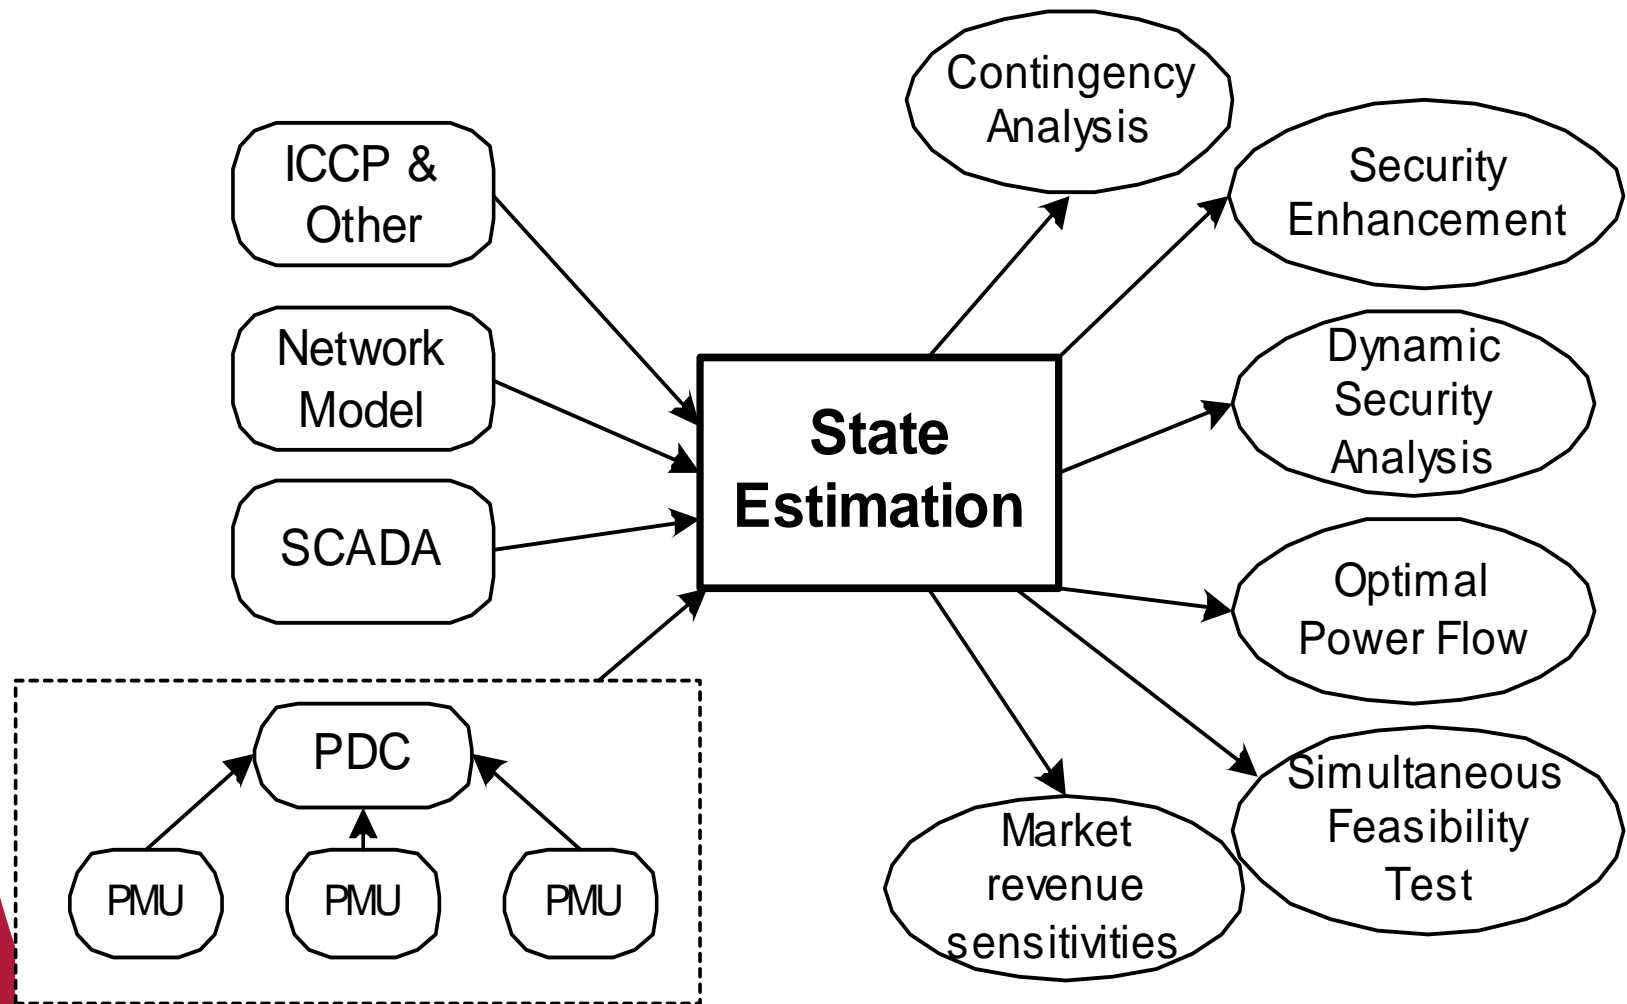 ICCP &
Other
Network
Model
SCADA
PDC
PMU
PMU
PMU
State
Estimation
Contingency
Analysis
Security
Enhancement
Dynamic
Security
Analysis
Optimal
Power Flow
Simultaneous
Feasibility
Test
Market
revenue
sensitivities